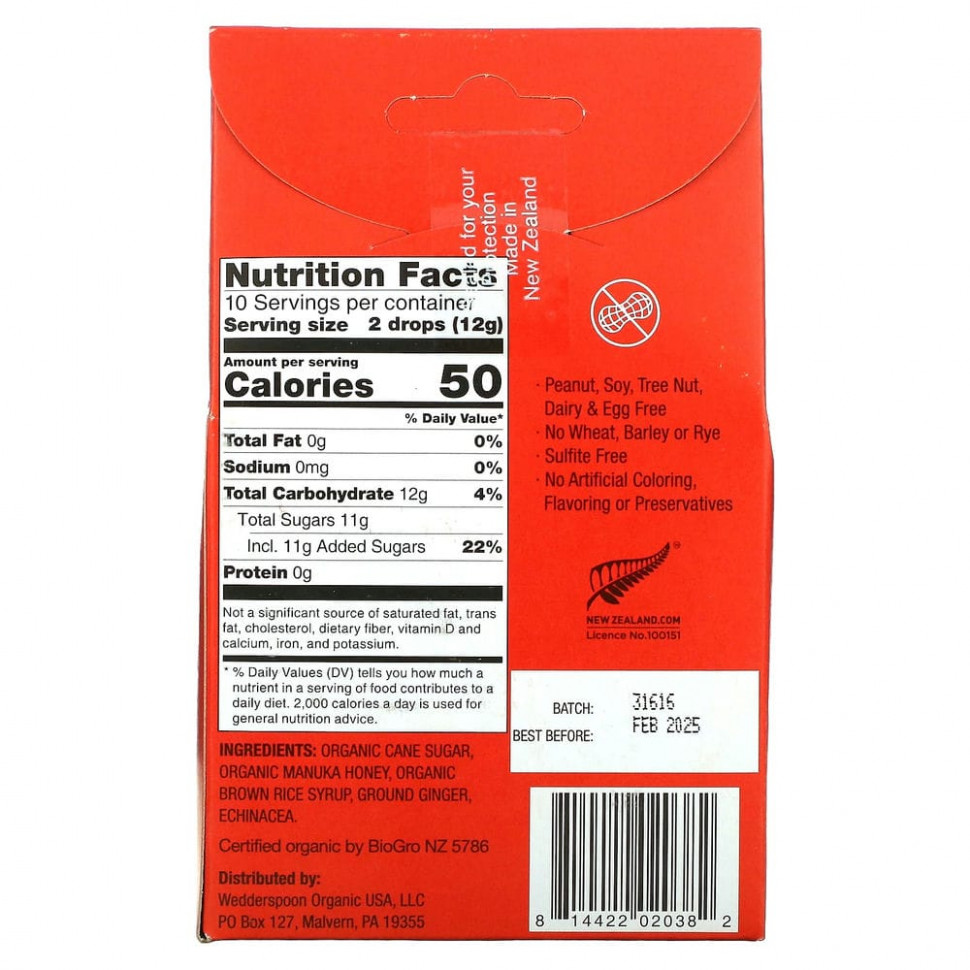 ed for your
otection
Made in
New Zealand
Nutrition Facts
10 Servings per container
Serving size 2 drops (12g)
Amount per serving
Calories 50
% Daily Value*
Total Fat 0g 0%
Sodium 0mg 0%
Total Carbohydrate 12g 4%
Total Sugars 11g
Incl. 11g Added Sugars 22%
Protein 0g
Not a significant source of saturated fat, trans
fat, cholesterol, dietary fiber, vitamin D and
calcium, iron, and potassium.
* % Daily Values (DV) tells you how much a
nutrient in a serving of food contributes to a
daily diet. 2,000 calories a day is used for
general nutrition advice.
INGREDIENTS: ORGANIC CANE SUGAR,
ORGANIC MANUKA HONEY, ORGANIC
BROWN RICE SYRUP, GROUND GINGER,
ECHINACEA.
Certified organic by BioGro NZ 5786
Distributed by:
Wedderspoon Organic USA, LLC
PO Box 127, Malvern, PA 19355
· Peanut, Soy, Tree Nut,
Dairy & Egg Free
· No Wheat, Barley or Rye
· Sulfite Free
· No Artificial Coloring,
Flavoring or Preservatives
NEW ZEALAND.COM
Licence No.100151
BATCH: 31616
BEST BEFORE: FEB 2025
8 14422 02038 2